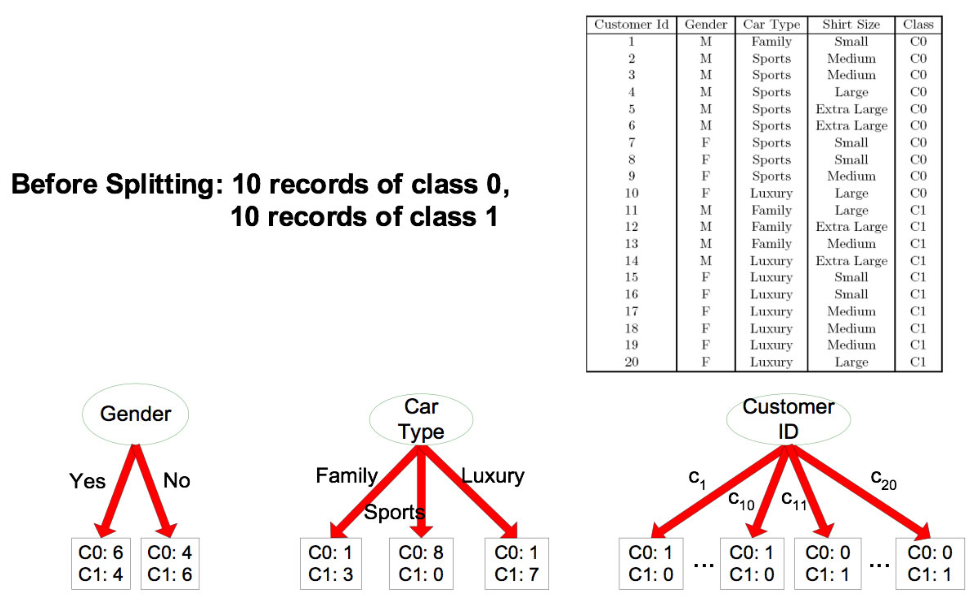 Customer Id Gender Car Type Shirt Size Class
1 M Family Small C0
2 M Sports Medium C0
3 M Sports Medium C0
4 M Sports Large C0
5 M Sports Extra Large C0
6 M Sports Extra Large C0
7 F Sports Small C0
8 F Sports Small C0
9 F Sports Medium C0
10 F Luxury Large C0
11 M Family Large C1
12 M Family Extra Large C1
13 M Family Medium C1
14 M Luxury Extra Large C1
15 F Luxury Small C1
16 F Luxury Small C1
17 F Luxury Medium C1
18 F Luxury Medium C1
19 F Luxury Medium C1
20 F Luxury Large C1
Before Splitting: 10 records of class 0,
10 records of class 1
Gender
Yes No
C0: 6 C0: 4
C1: 4 C1: 6
Car
Type
Family Luxury
Sports
C0: 1 C0: 8 C0: 1
C1: 3 C1: 0 C1: 7
Customer
ID
c1 c10 c11 c20
C0: 1 C0: 1 C0: 0 C0: 0
... ...
C1: 0 C1: 0 C1: 1 C1: 1